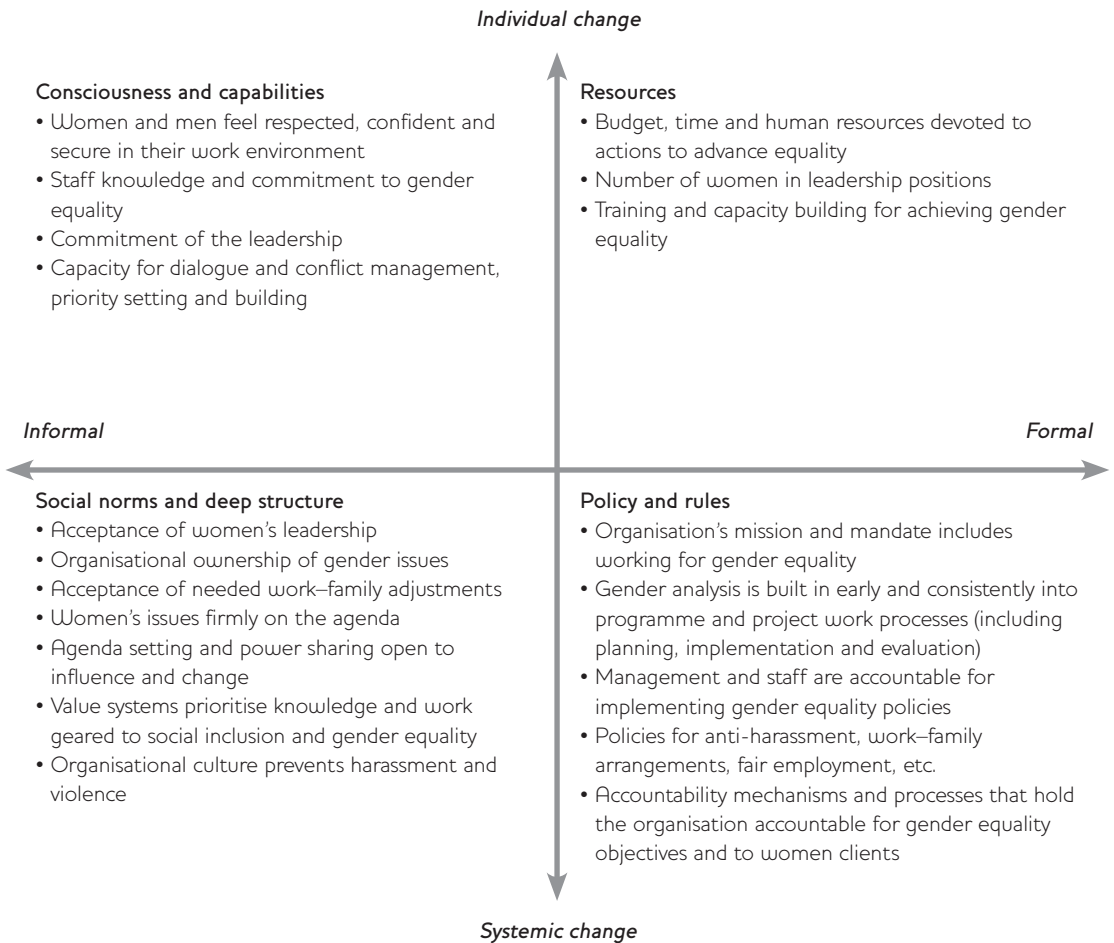 Individual change
Consciousness and capabilities
• Women and men feel respected, confident and
secure in their work environment
• Staff knowledge and commitment to gender
equality
• Commitment of the leadership
• Capacity for dialogue and conflict management,
priority setting and building
Resources
• Budget, time and human resources devoted to
actions to advance equality
• Number of women in leadership positions
• Training and capacity building for achieving gender
equality
Informal
Formal
Social norms and deep structure
• Acceptance of women’s leadership
• Organisational ownership of gender issues
• Acceptance of needed work–family adjustments
• Women’s issues firmly on the agenda
• Agenda setting and power sharing open to
influence and change
• Value systems prioritise knowledge and work
geared to social inclusion and gender equality
• Organisational culture prevents harassment and
violence
Policy and rules
• Organisation’s mission and mandate includes
working for gender equality
• Gender analysis is built in early and consistently into
programme and project work processes (including
planning, implementation and evaluation)
• Management and staff are accountable for
implementing gender equality policies
• Policies for anti-harassment, work–family
arrangements, fair employment, etc.
• Accountability mechanisms and processes that hold
the organisation accountable for gender equality
objectives and to women clients
Systemic change